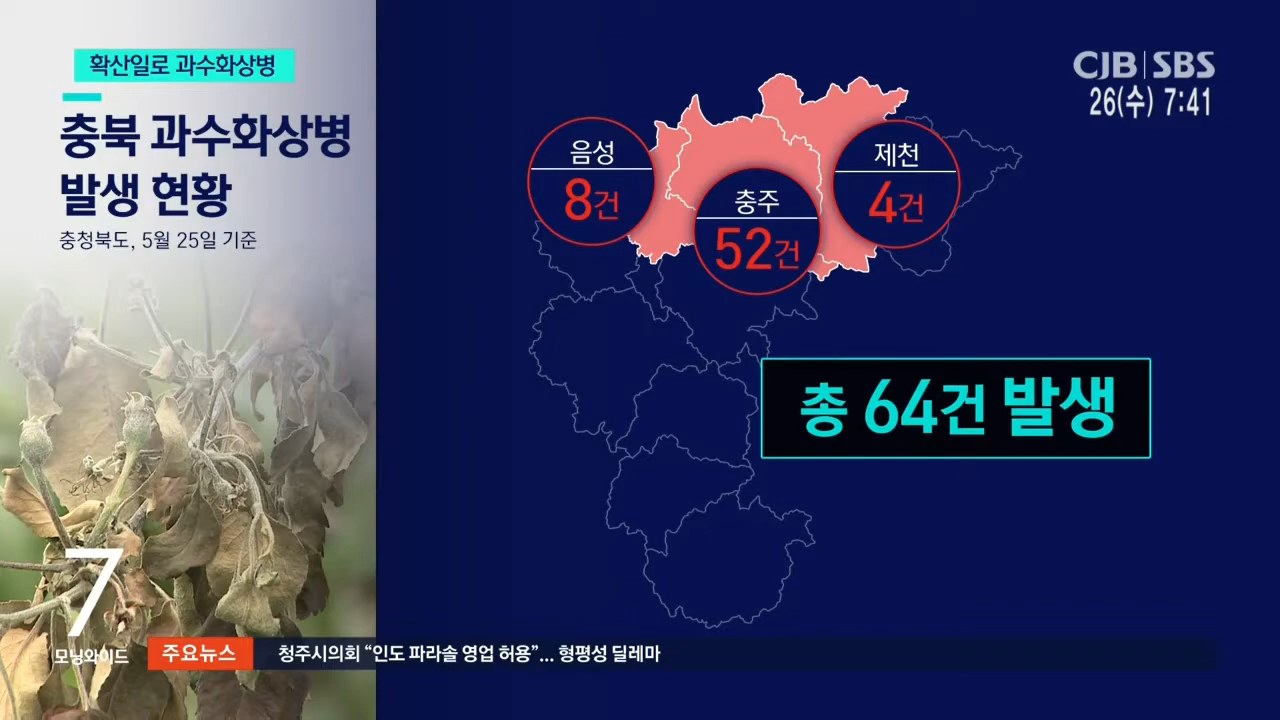 확산일로 과수화상병
충북 과수화상병
발생 현황
충청북도, 5월 25일 기준
CJB SBS
26(수) 7:41
음성
8건
충주
52건
제천
4건
총 64건 발생
7
모닝와이드
주요뉴스
청주시의회 “인도 파라솔 영업 허용”... 형평성 딜레마